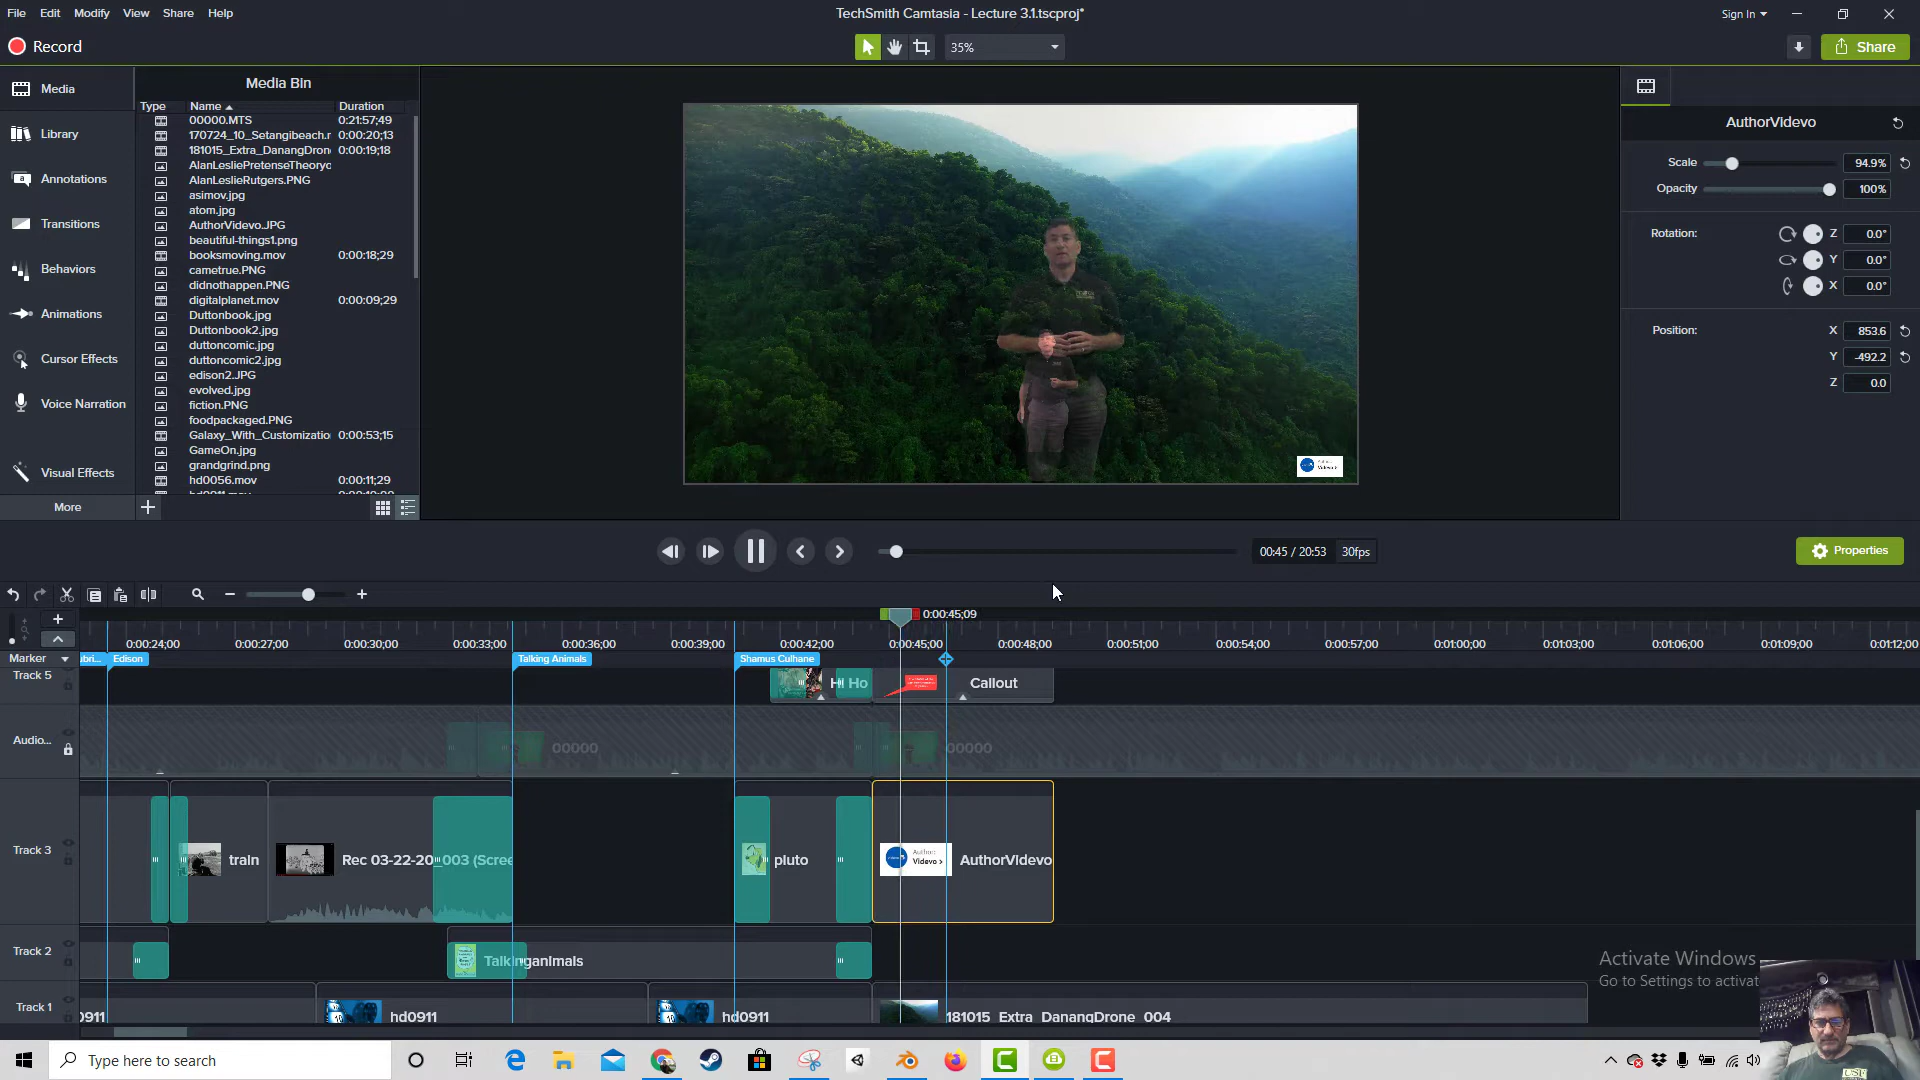 File Edit Modify View Share Help
TechSmith Camtasia - Lecture 3.1.tscproj*
Sign In
Record
35%
Share
Media
Library
Annotations
Transitions
Behaviors
Animations
Cursor Effects
Voice Narration
Visual Effects
More
Media Bin
Type Name Duration
00000.MTS 0:21:57;49
170724_10_Setangibeach.r 0:00:20;13
181015_Extra_DanangDron 0:00:19;18
AlanLesliePretenseTheoryc
AlanLeslieRutgers.PNG
asimov.jpg
atom.jpg
AuthorVidevo.JPG
beautiful-things1.png
booksmoving.mov 0:00:18;29
cametrue.PNG
didnothappen.PNG
digitalplanet.mov 0:00:09;29
Duttonbook.jpg
Duttonbook2.jpg
duttoncomic.jpg
duttoncomic2.jpg
edison2.JPG
evolved.jpg
fiction.PNG
foodpackaged.PNG
Galaxy_With_Customizatio 0:00:53;15
GameOn.jpg
grandgrind.png
hd0056.mov 0:00:11;29
Author:
Videvo >
AuthorVidevo
Scale 94.9%
Opacity 100%
Rotation: Z 0.0°
Y 0.0°
X 0.0°
Position: X 853.6
Y -492.2
Z 0.0
00:45 / 20:53 30fps
Properties
0:00:45;09
0:00:24;00 0:00:27;00 0:00:30;00 0:00:33;00 0:00:36;00 0:00:39;00 0:00:42;00 0:00:45;00 0:00:48;00 0:00:51;00 0:00:54;00 0:00:57;00 0:01:00;00 0:01:03;00 0:01:06;00 0:01:09;00 0:01:12;00
Marker Edison Talking Animals Shamus Culhane
Track 5 Hi Ho Callout
Audio... 00000 00000
Track 3 train Rec 03-22-20_003 (Scree pluto Author: Videvo > AuthorVidevo
Track 2 Talkinganimals
Track 1 0911 hd0911 hd0911 181015_Extra_DanangDrone_004
Activate Windows
Go to Settings to activat
Type here to search